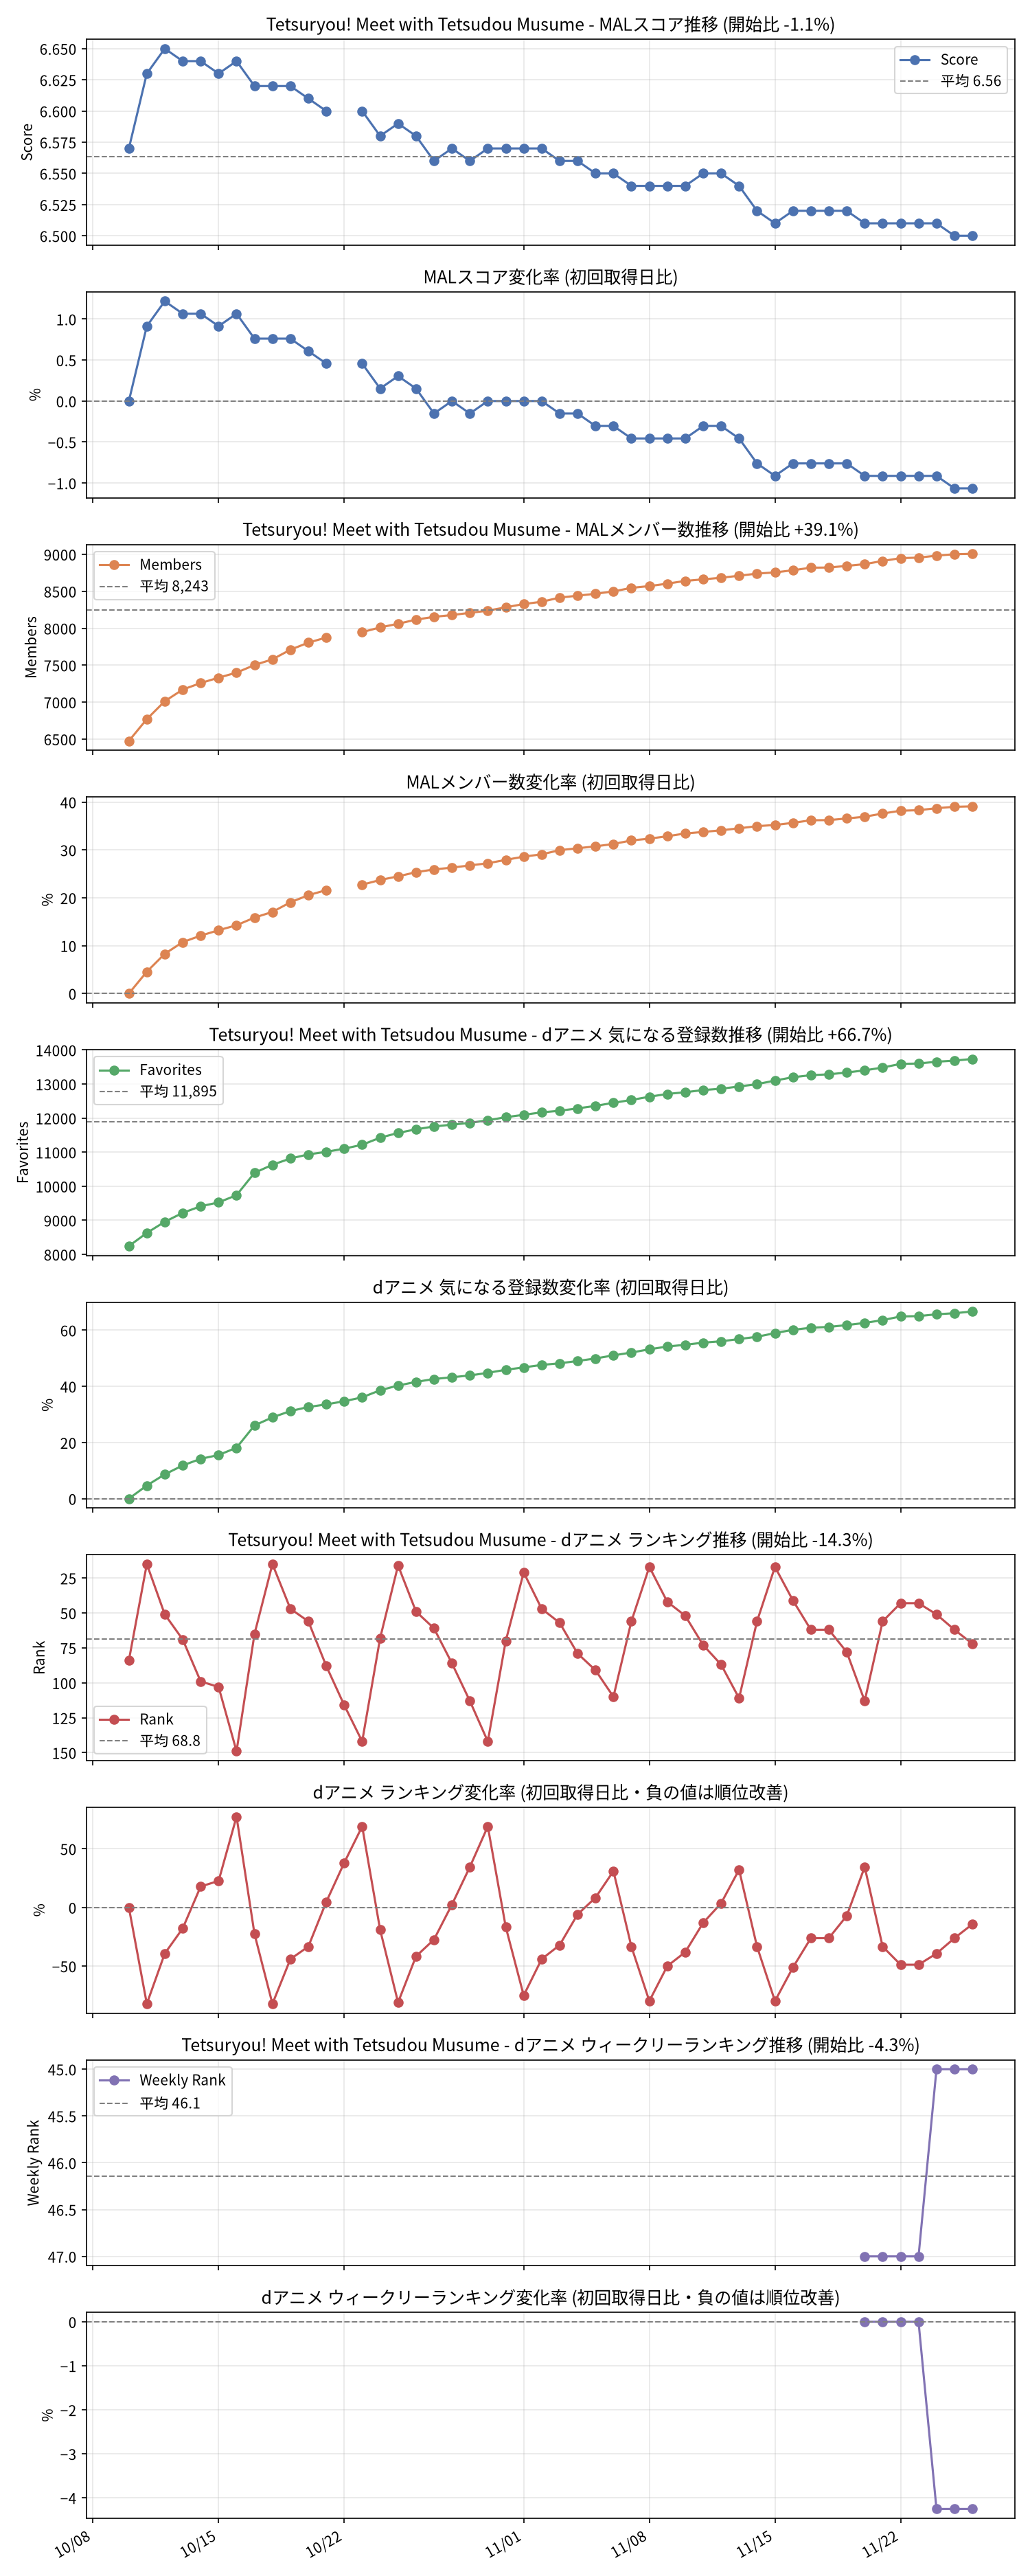 Tetsuryou! Meet with Tetsudou Musume - MALスコア推移 (開始比 -1.1%)
6.650
6.625
6.600
6.575
6.550
6.525
6.500
Score
Score
平均 6.56
MALスコア変化率 (初回取得日比)
1.0
0.5
0.0
−0.5
−1.0
%
Tetsuryou! Meet with Tetsudou Musume - MALメンバー数推移 (開始比 +39.1%)
9000
8500
8000
7500
7000
6500
Members
Members
平均 8,243
MALメンバー数変化率 (初回取得日比)
40
30
20
10
0
%
Tetsuryou! Meet with Tetsudou Musume - dアニメ 気になる登録数推移 (開始比 +66.7%)
14000
13000
12000
11000
10000
9000
8000
Favorites
Favorites
平均 11,895
dアニメ 気になる登録数変化率 (初回取得日比)
60
40
20
0
%
Tetsuryou! Meet with Tetsudou Musume - dアニメ ランキング推移 (開始比 -14.3%)
25
50
75
100
125
150
Rank
Rank
平均 68.8
dアニメ ランキング変化率 (初回取得日比・負の値は順位改善)
50
0
−50
%
Tetsuryou! Meet with Tetsudou Musume - dアニメ ウィークリーランキング推移 (開始比 -4.3%)
45.0
45.5
46.0
46.5
47.0
Weekly Rank
Weekly Rank
平均 46.1
dアニメ ウィークリーランキング変化率 (初回取得日比・負の値は順位改善)
0
−1
−2
−3
−4
%
10/08
10/15
10/22
11/01
11/08
11/15
11/22